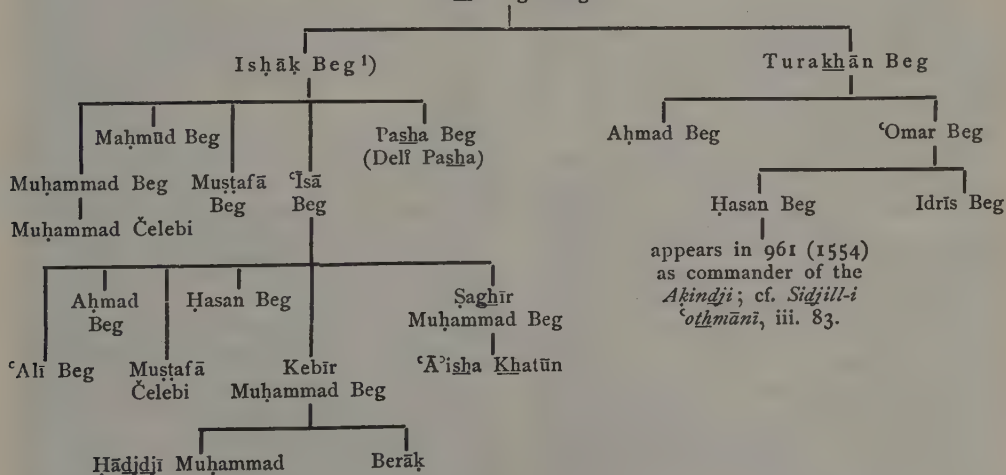 Isḥāḳ Beg ¹)
Turakhān Beg
Maḥmūd Beg
Pasha Beg
(Delī Pasha)
Aḥmad Beg
ʿOmar Beg
Muḥammad Beg
Muṣṭafā
Beg
ʿĪsā
Beg
Ḥasan Beg
Idrīs Beg
Muḥammad Čelebi
appears in 961 (1554)
as commander of the
Aḳindji; cf. Sidjill-i
ʿothmānī, iii. 83.
Aḥmad
Beg
Ḥasan Beg
Ṣaghīr
Muḥammad Beg
ʿAlī Beg
Muṣṭafā
Čelebi
Kebīr
Muḥammad Beg
ʿĀʾisha Khatūn
Ḥādjdjī Muḥammad
Berāḳ